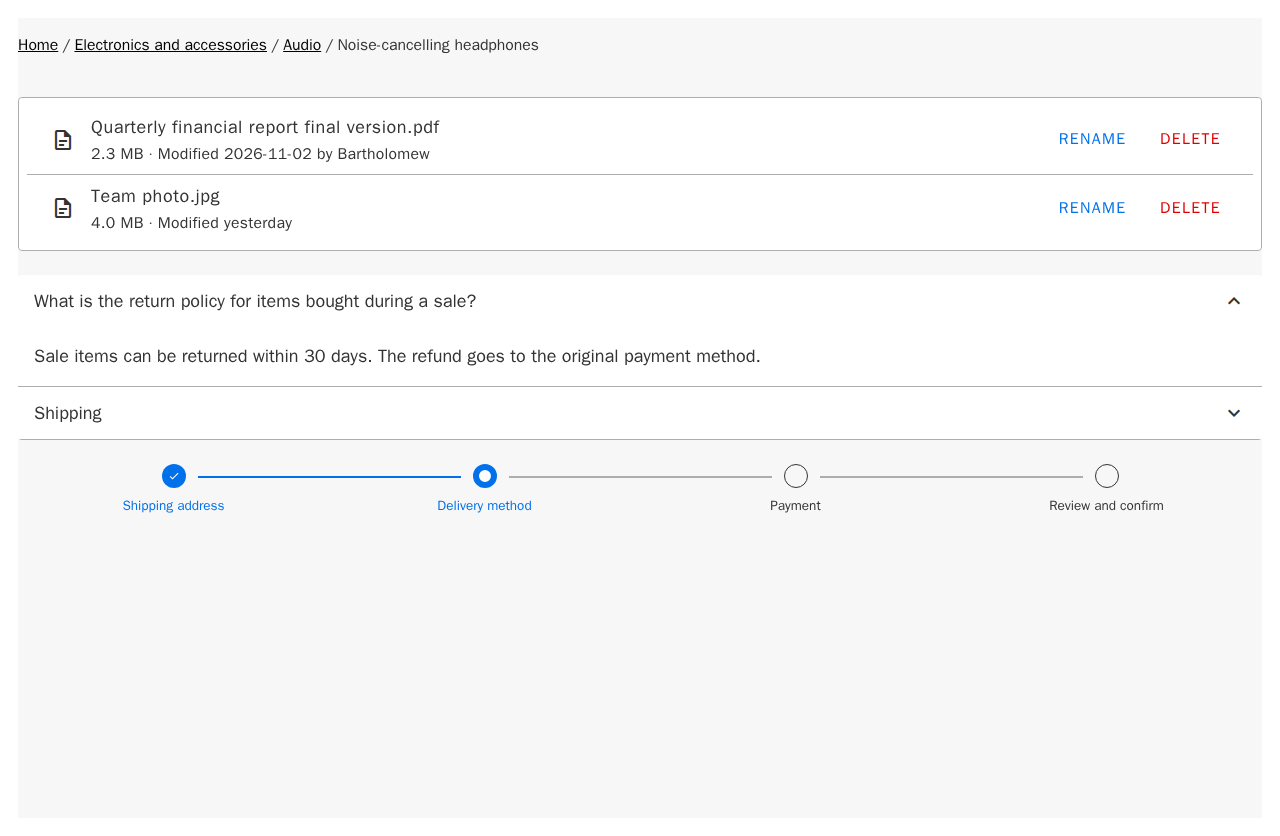 Home / Electronics and accessories / Audio / Noise-cancelling headphones
Quarterly financial report final version.pdf
2.3 MB · Modified 2026-11-02 by Bartholomew
RENAME DELETE
Team photo.jpg
4.0 MB · Modified yesterday
RENAME DELETE
What is the return policy for items bought during a sale?
Sale items can be returned within 30 days. The refund goes to the original payment method.
Shipping
Shipping address
Delivery method
Payment
Review and confirm